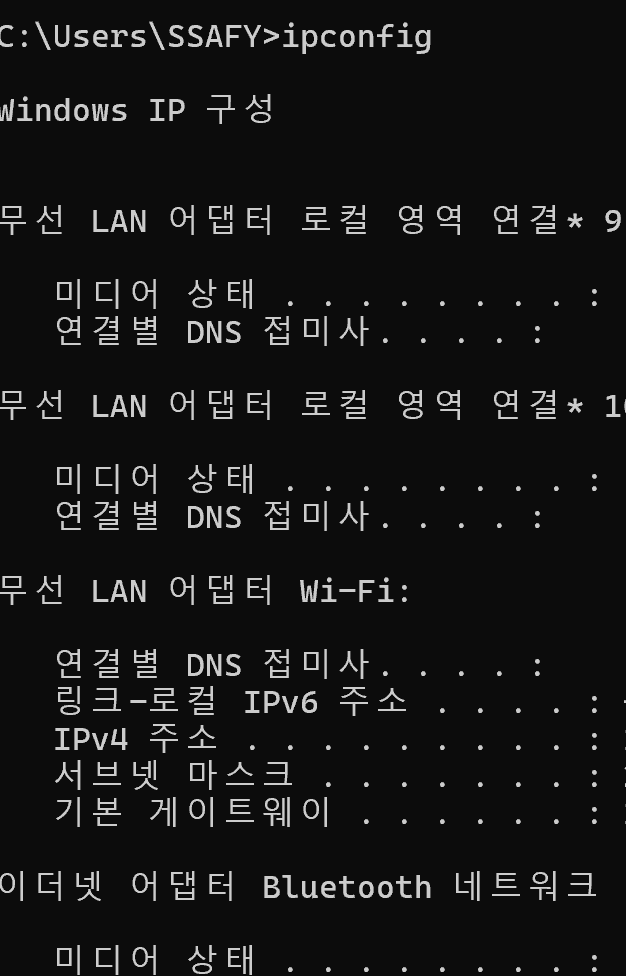 C:\Users\SSAFY>ipconfig
Windows IP 구성
무선 LAN 어댑터 로컬 영역 연결* 9
미디어 상태 . . . . . . . . . :
연결별 DNS 접미사. . . . :
무선 LAN 어댑터 로컬 영역 연결* 10
미디어 상태 . . . . . . . . . :
연결별 DNS 접미사. . . . :
무선 LAN 어댑터 Wi-Fi:
연결별 DNS 접미사. . . . :
링크-로컬 IPv6 주소 . . . . :
IPv4 주소 . . . . . . . . . . :
서브넷 마스크 . . . . . . . :
기본 게이트웨이 . . . . . . :
이더넷 어댑터 Bluetooth 네트워크
미디어 상태 . . . . . . . . . :